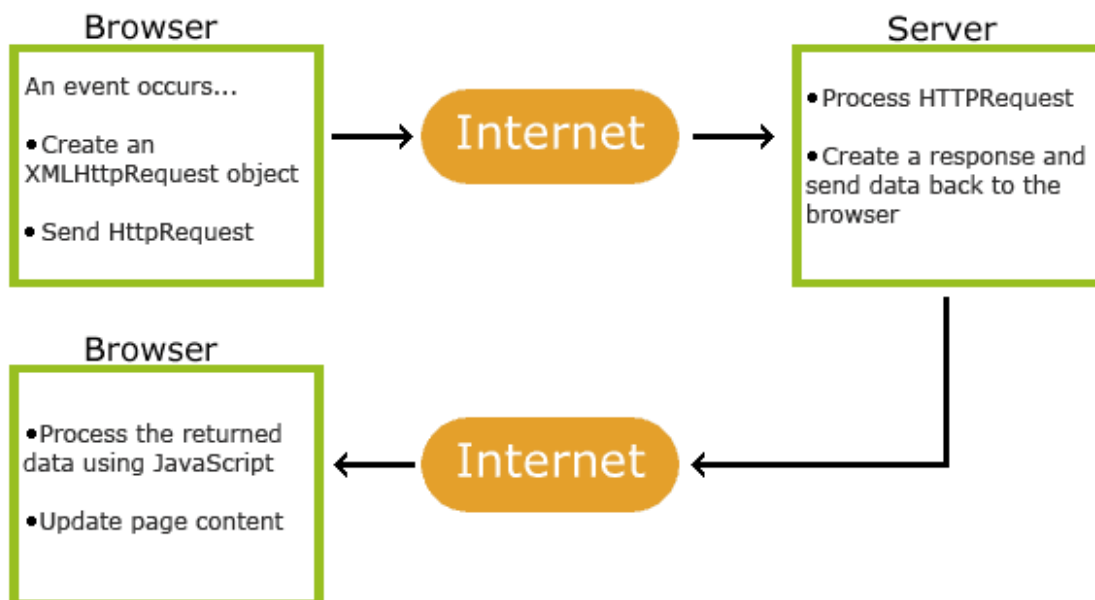 Browser
An event occurs...
•Create an
XMLHttpRequest object
• Send HttpRequest
Internet
Server
•Process HTTPRequest
•Create a response and
send data back to the
browser
Browser
•Process the returned
data using JavaScript
•Update page content
Internet